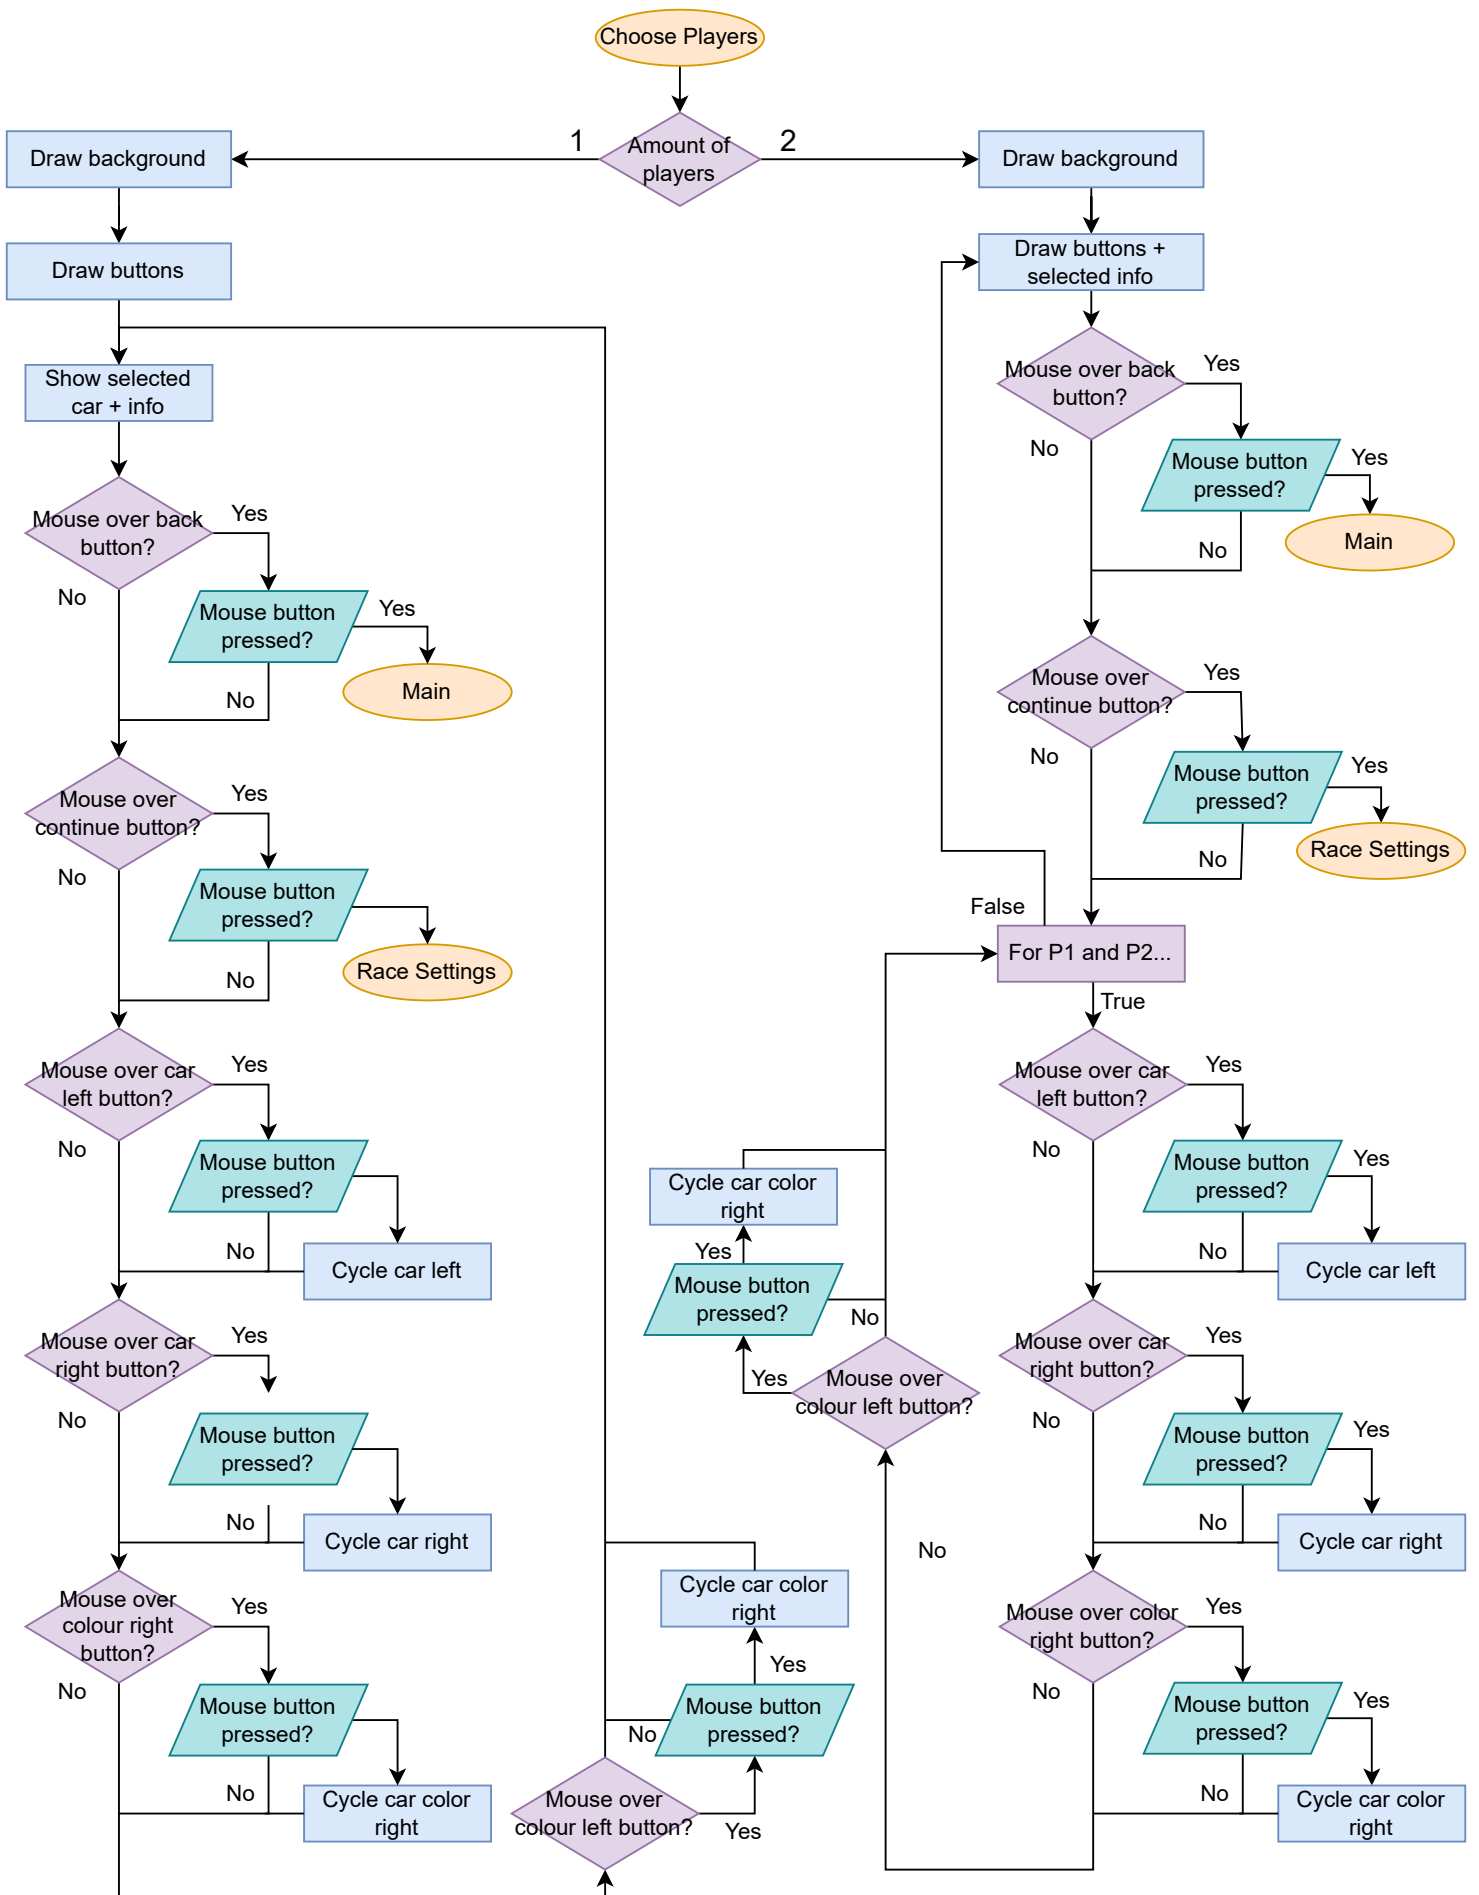 Choose Players
Amount of
players
1
2
Draw background
Draw buttons
Show selected
car + info
Mouse over back
button?
Yes
No
Mouse button
pressed?
Yes
No
Main
Mouse over
continue button?
Yes
No
Mouse button
pressed?
No
Race Settings
Mouse over car
left button?
Yes
No
Mouse button
pressed?
No
Cycle car left
Mouse over car
right button?
Yes
No
Mouse button
pressed?
No
Cycle car right
Mouse over
colour right
button?
Yes
No
Mouse button
pressed?
No
Cycle car color
right
Mouse over
colour left button?
Yes
Mouse button
pressed?
No
Yes
Cycle car color
right
Draw background
Draw buttons +
selected info
Mouse over back
button?
Yes
No
Mouse button
pressed?
Yes
No
Main
Mouse over
continue button?
Yes
No
Mouse button
pressed?
Yes
No
Race Settings
False
For P1 and P2...
True
Mouse over car
left button?
Yes
No
Mouse button
pressed?
Yes
No
Cycle car left
Mouse over car
right button?
Yes
No
Mouse button
pressed?
Yes
No
Cycle car right
Mouse over color
right button?
Yes
No
Mouse button
pressed?
Yes
No
Cycle car color
right
No
Mouse over
colour left button?
Yes
Mouse button
pressed?
No
Yes
Cycle car color
right